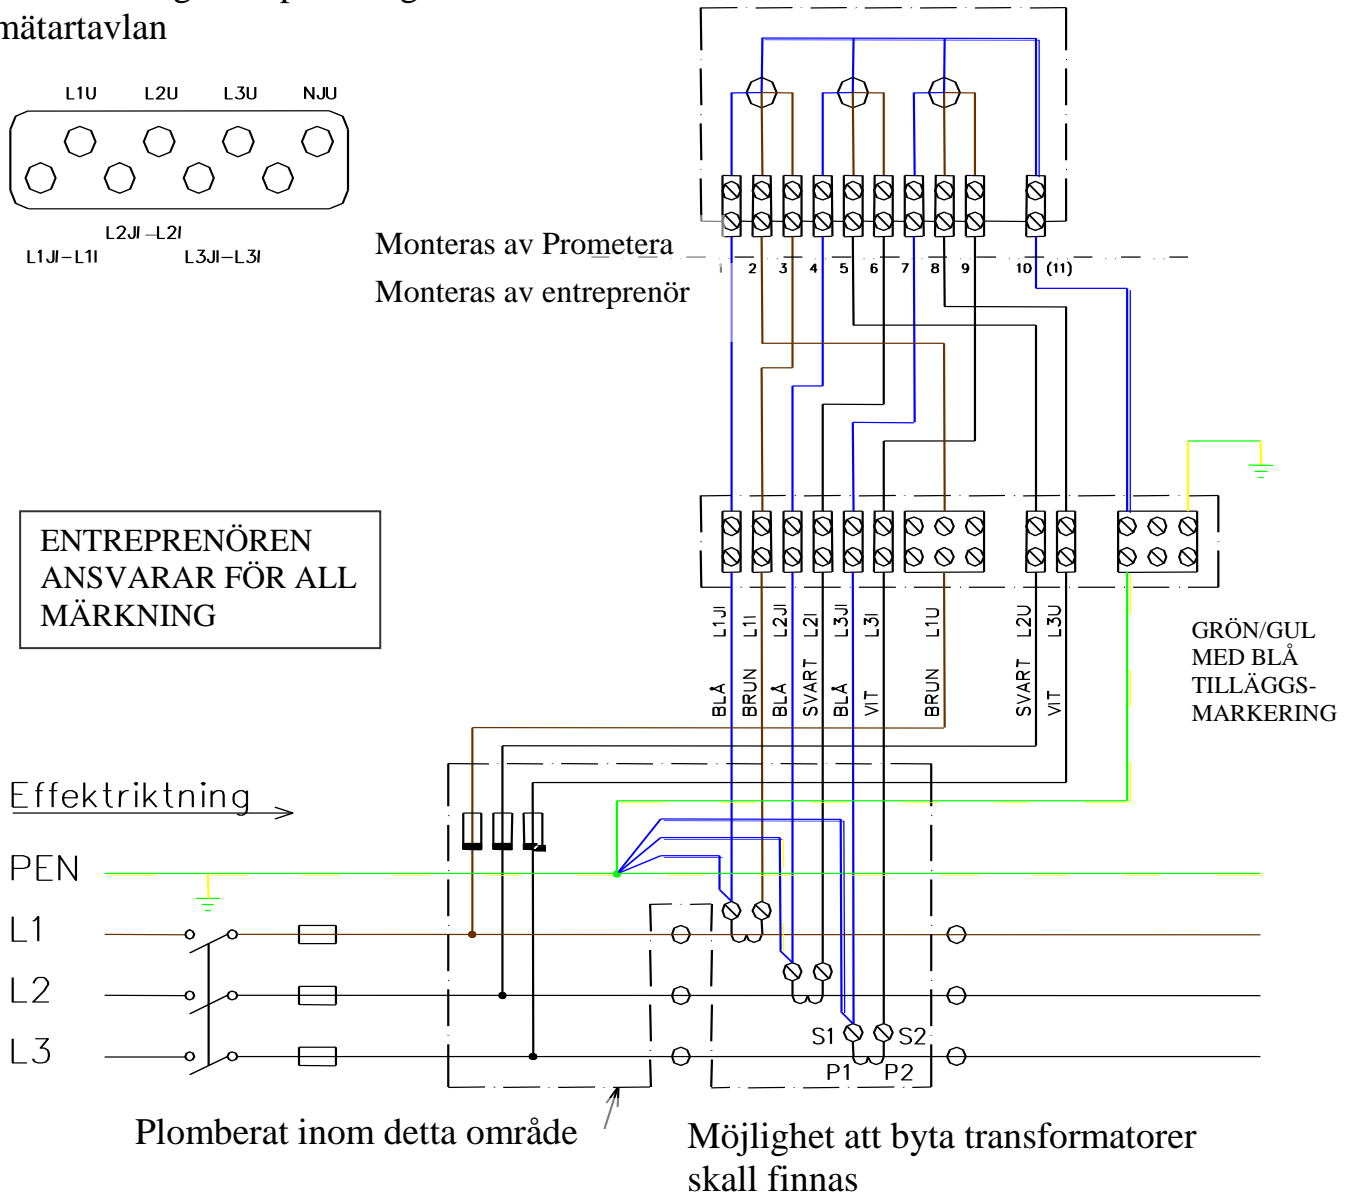 mätartavlan
L1U L2U L3U NJU
L2JI–L2I
L1JI–L1I L3JI–L3I
Monteras av Prometera
1 2 3 4 5 6 7 8 9 10 (11)
Monteras av entreprenör
ENTREPRENÖREN
ANSVARAR FÖR ALL
MÄRKNING
L1JI L1I L2JI L2I L3JI L3I L1U L2U L3U
BLÅ BRUN BLÅ SVART BLÅ VIT BRUN SVART VIT
GRÖN/GUL
MED BLÅ
TILLÄGGS-
MARKERING
Effektriktning
PEN
L1
L2
L3
S1 S2
P1 P2
Plomberat inom detta område
Möjlighet att byta transformatorer
skall finnas